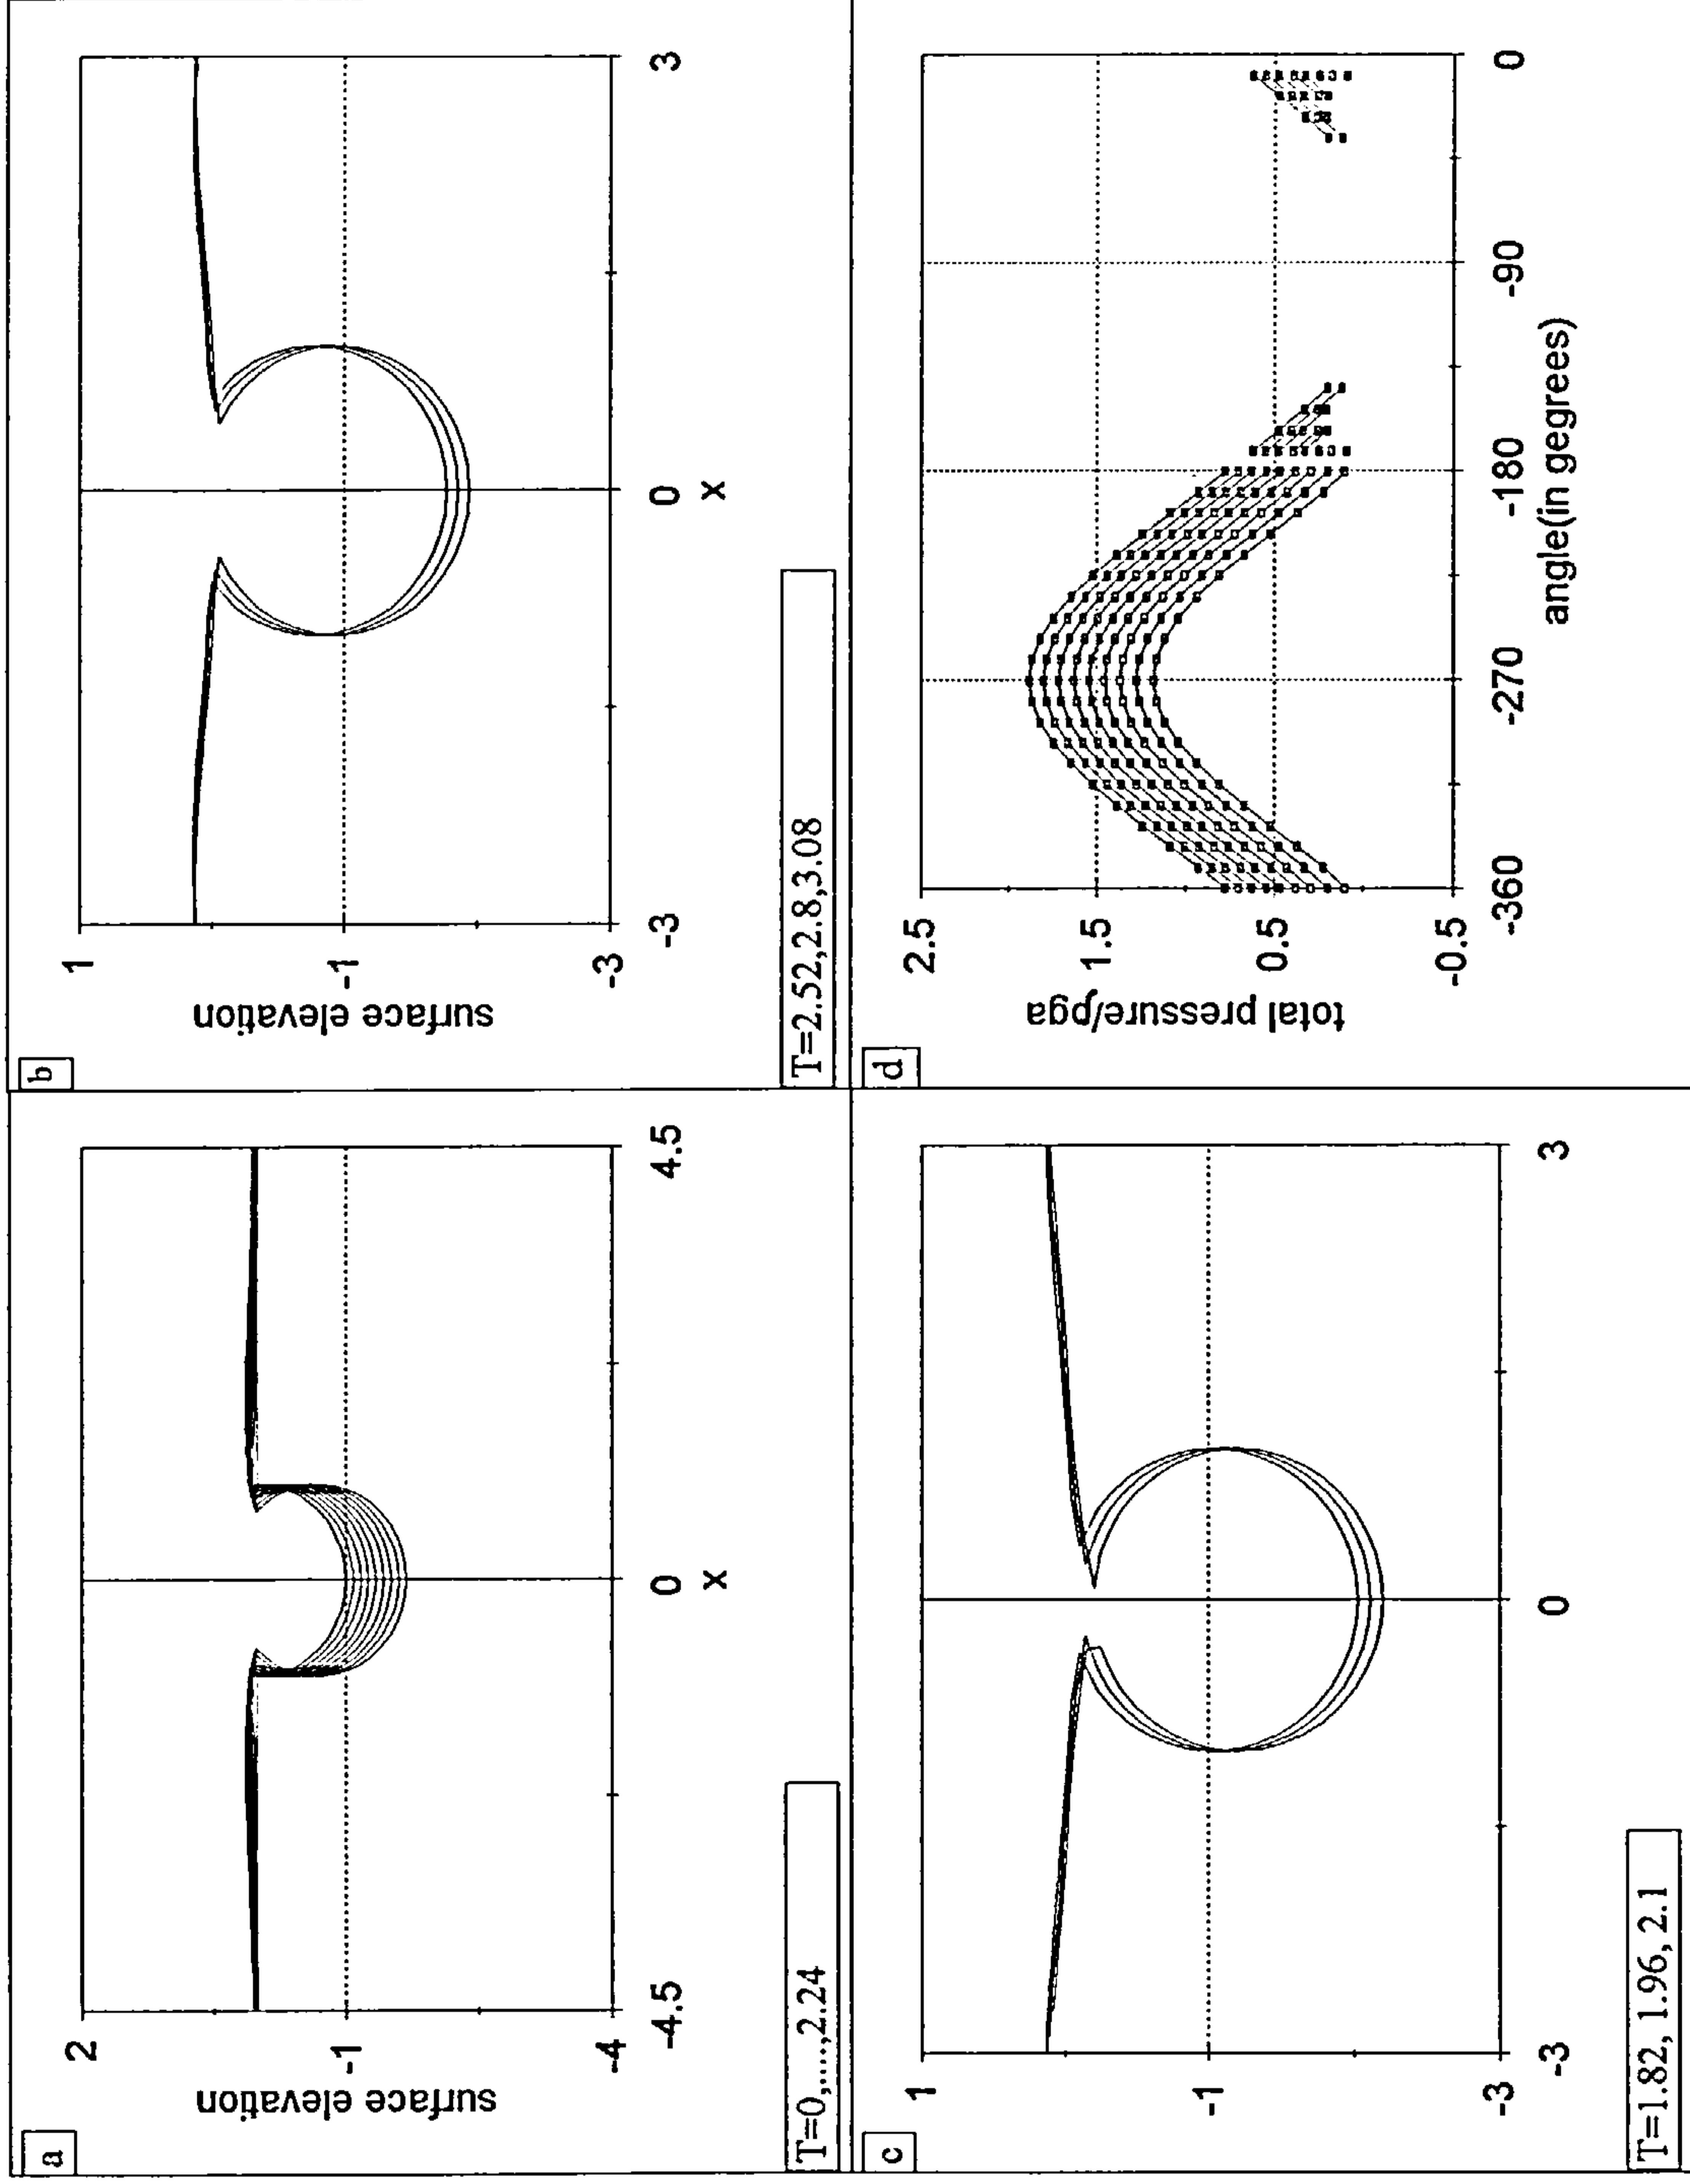 a
2
-1
-4
surface elevation
-4.5
0
4.5
x
T=0,....,2.24
b
1
-1
-3
surface elevation
-3
0
3
x
T=2.52,2.8,3.08
c
1
-1
-3
-3
0
3
T=1.82, 1.96, 2.1
d
2.5
1.5
0.5
-0.5
total pressure/ρga
-360
-270
-180
-90
0
angle(in gegrees)